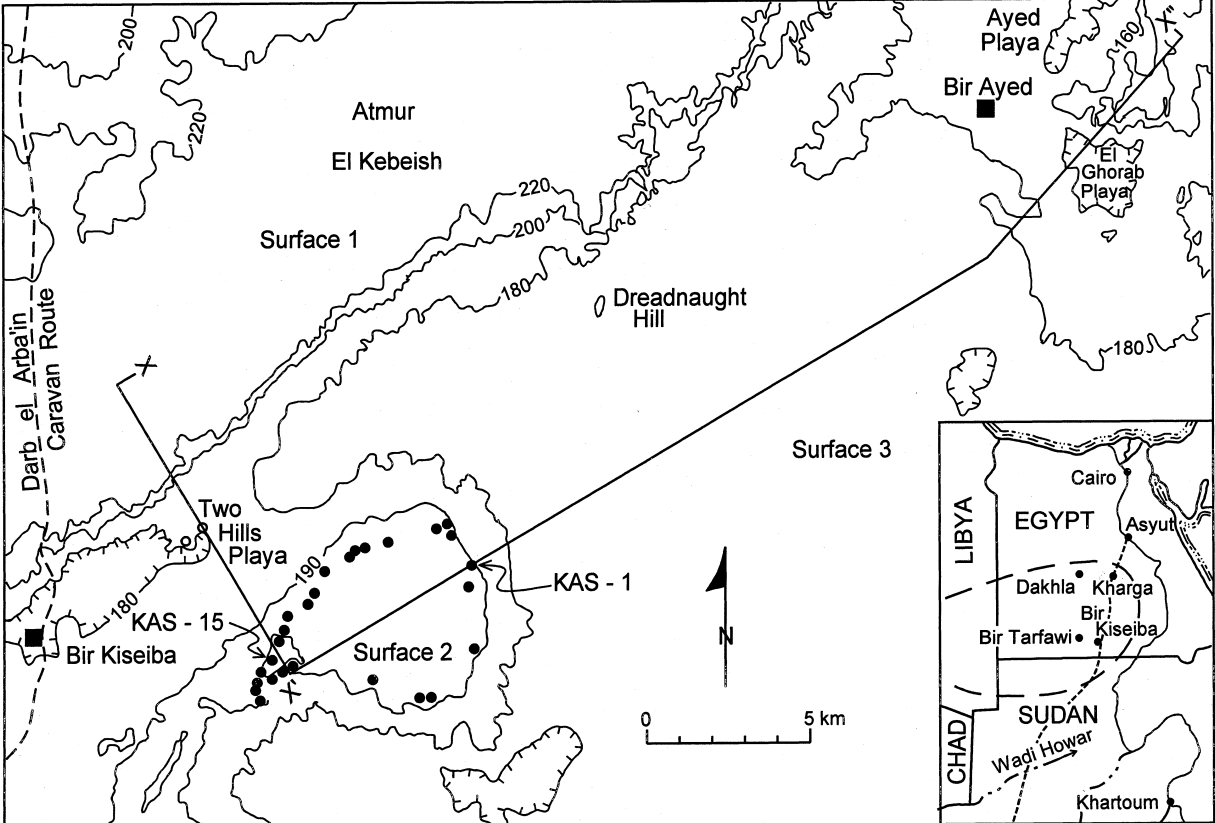 200
220
Atmur
El Kebeish
Surface 1
220
200
180
Ayed
Playa
160
X"
Bir Ayed
El
Ghorab
Playa
Dreadnaught
Hill
180
Darb el Arba'in
Caravan Route
X
Two
Hills
Playa
180
190
KAS - 15
KAS - 1
Bir Kiseiba
Surface 2
X'
Surface 3
N
0 5 km
LIBYA
EGYPT
Cairo
Asyut
Dakhla
Kharga
Bir
Kiseiba
Bir Tarfawi
SUDAN
CHAD
Wadi Howar
Khartoum